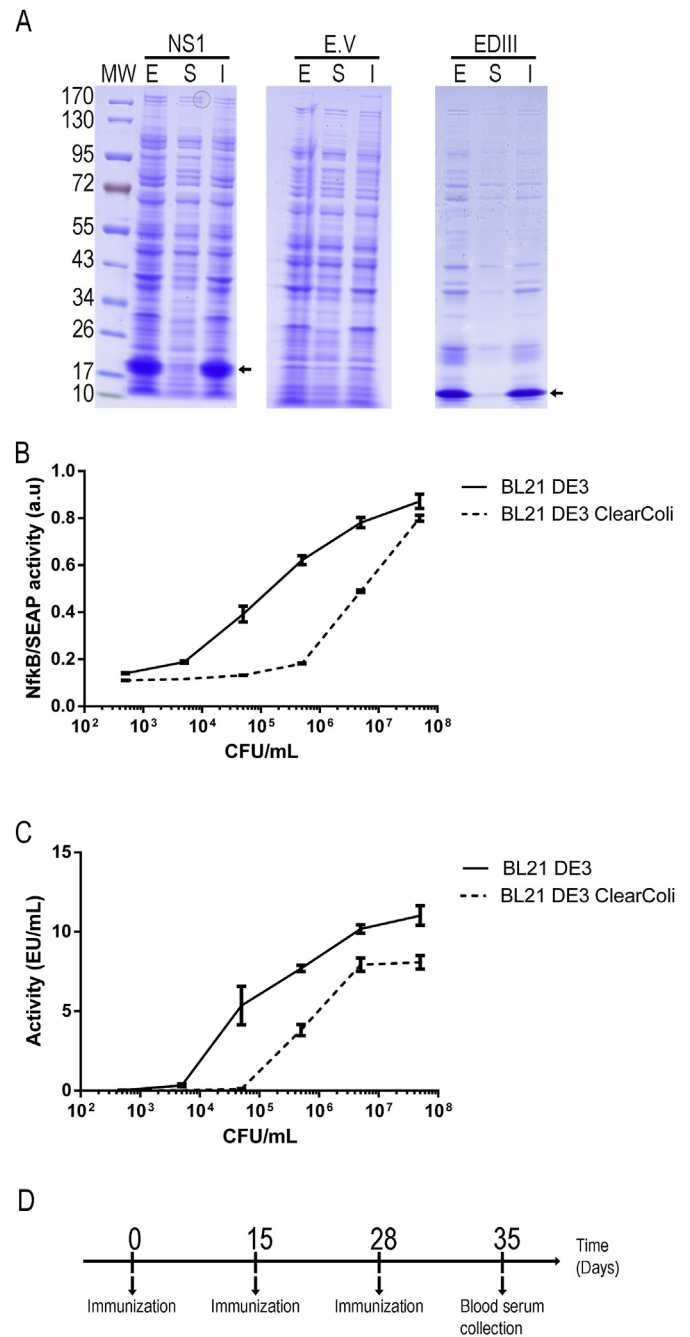 A
NS1 E.V EDIII
MW E S I E S I E S I
170
130
95
72
55
43
34
26
17
10
B
NfkB/SEAP activity (a.u)
1.0
0.8
0.6
0.4
0.2
0.0
10² 10³ 10⁴ 10⁵ 10⁶ 10⁷ 10⁸
CFU/mL
BL21 DE3
BL21 DE3 ClearColi
C
Activity (EU/mL)
15
10
5
0
10² 10³ 10⁴ 10⁵ 10⁶ 10⁷ 10⁸
CFU/mL
BL21 DE3
BL21 DE3 ClearColi
D
0 15 28 35 Time
(Days)
Immunization Immunization Immunization Blood serum
collection